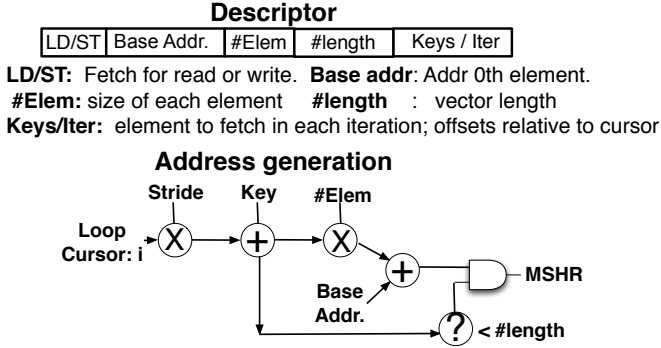 Descriptor
LD/ST Base Addr. #Elem #length Keys / Iter
LD/ST: Fetch for read or write. Base addr: Addr 0th element.
#Elem: size of each element #length : vector length
Keys/Iter: element to fetch in each iteration; offsets relative to cursor
Address generation
Stride Key #Elem
Loop
Cursor: i
X + X
+
MSHR
Base
Addr.
? < #length